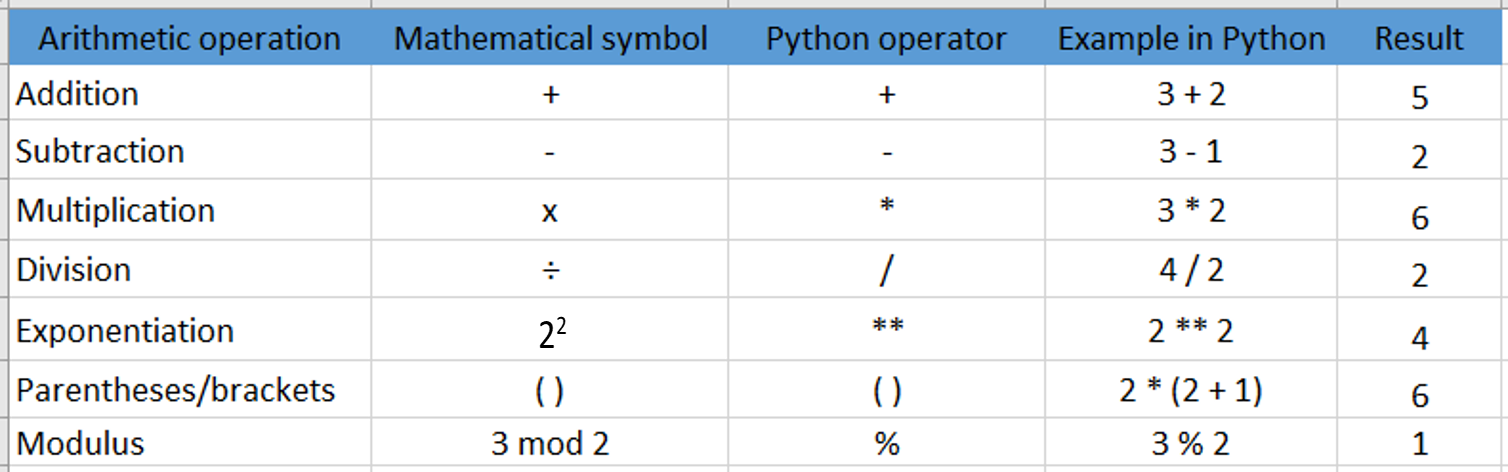 Arithmetic operation Mathematical symbol Python operator Example in Python Result
Addition + + 3 + 2 5
Subtraction - - 3 - 1 2
Multiplication x * 3 * 2 6
Division ÷ / 4 / 2 2
Exponentiation 2² ** 2 ** 2 4
Parentheses/brackets ( ) ( ) 2 * (2 + 1) 6
Modulus 3 mod 2 % 3 % 2 1